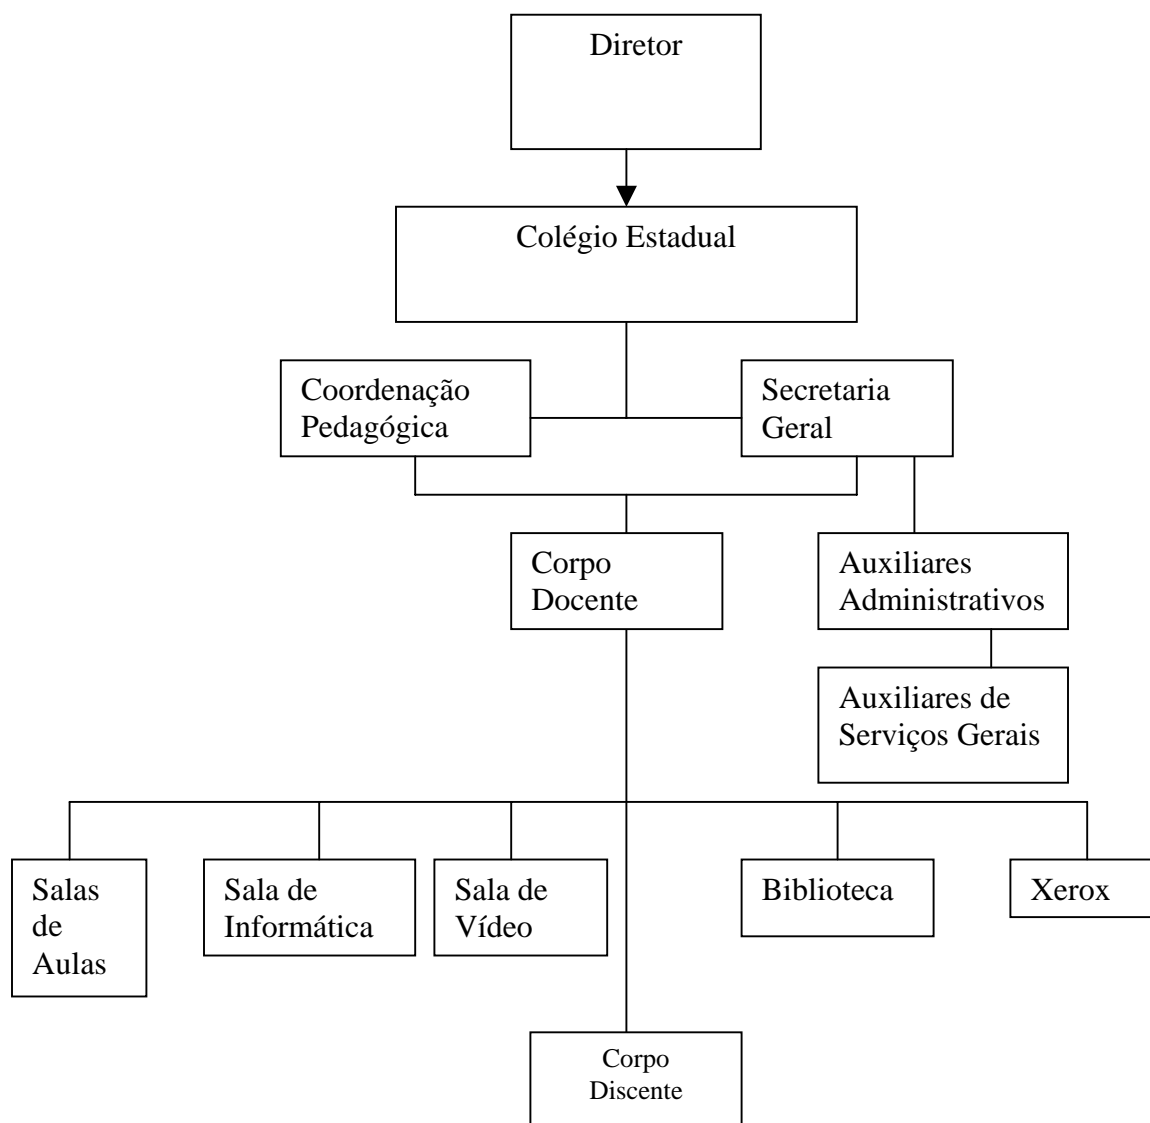 Diretor
Colégio Estadual
Coordenação
Pedagógica
Secretaria
Geral
Corpo
Docente
Auxiliares
Administrativos
Auxiliares de
Serviços Gerais
Salas
de
Aulas
Sala de
Informática
Sala de
Vídeo
Biblioteca
Xerox
Corpo
Discente